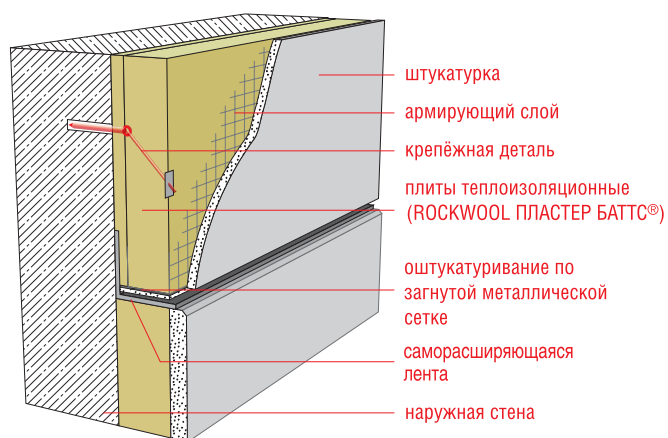 штукатурка
армирующий слой
крепёжная деталь
плиты теплоизоляционные
(ROCKWOOL ПЛАСТЕР БАТТС®)
оштукатуривание по
загнутой металлической
сетке
саморасширяющаяся
лента
наружная стена